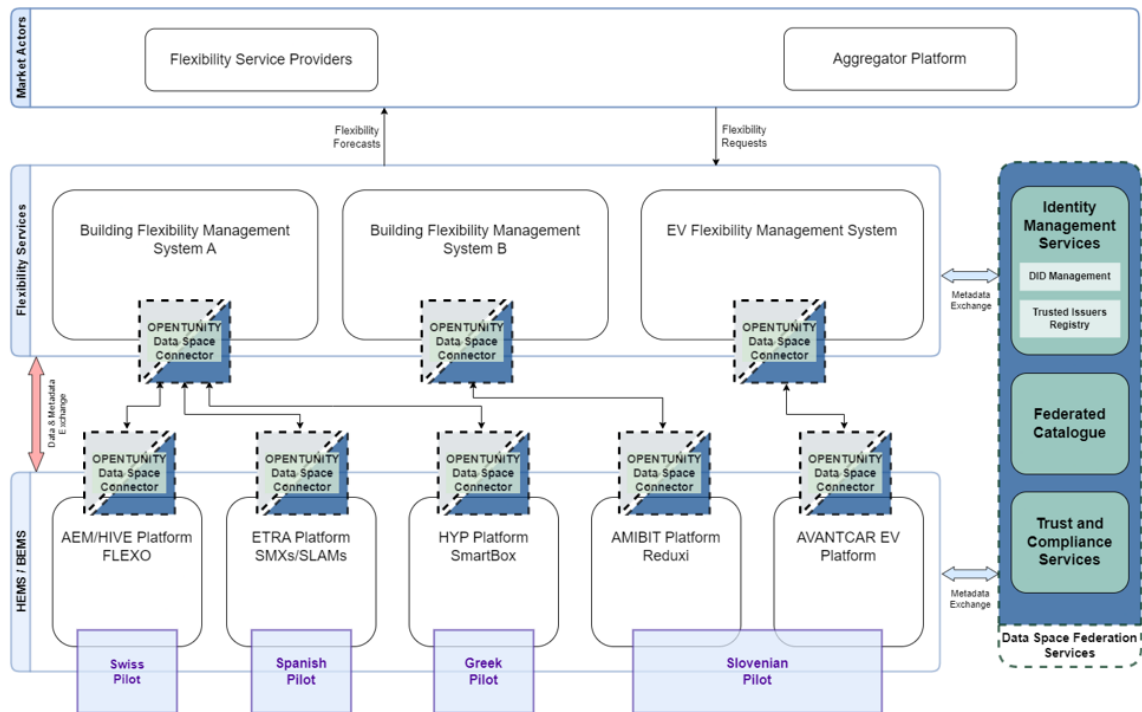 Market Actors
Flexibility Service Providers
Aggregator Platform
Flexibility
Forecasts
Flexibility
Requests
Flexibility Services
Building Flexibility Management
System A
Building Flexibility Management
System B
EV Flexibility Management System
OPENTUNITY
Data Space
Connector
OPENTUNITY
Data Space
Connector
OPENTUNITY
Data Space
Connector
Metadata
Exchange
Identity
Management
Services
DID Management
Trusted Issuers
Registry
Federated
Catalogue
Trust and
Compliance
Services
Data Space Federation
Services
Data & Metadata
Exchange
OPENTUNITY
Data Space
Connector
OPENTUNITY
Data Space
Connector
OPENTUNITY
Data Space
Connector
OPENTUNITY
Data Space
Connector
OPENTUNITY
Data Space
Connector
HEMS / BEMS
AEM/HIVE Platform
FLEXO
ETRA Platform
SMXs/SLAMs
HYP Platform
SmartBox
AMIBIT Platform
Reduxi
AVANTCAR EV
Platform
Metadata
Exchange
Swiss
Pilot
Spanish
Pilot
Greek
Pilot
Slovenian
Pilot